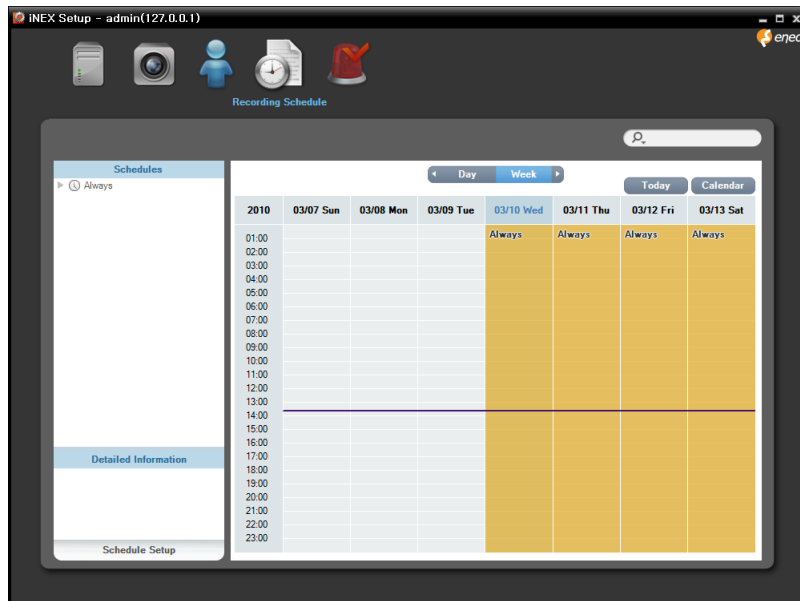 iNEX Setup - admin(127.0.0.1)
eneo
Recording Schedule
Schedules
Always
Day Week
Today Calendar
2010 03/07 Sun 03/08 Mon 03/09 Tue 03/10 Wed 03/11 Thu 03/12 Fri 03/13 Sat
Always Always Always Always
01:00
02:00
03:00
04:00
05:00
06:00
07:00
08:00
09:00
10:00
11:00
12:00
13:00
14:00
15:00
16:00
17:00
18:00
19:00
20:00
21:00
22:00
23:00
Detailed Information
Schedule Setup